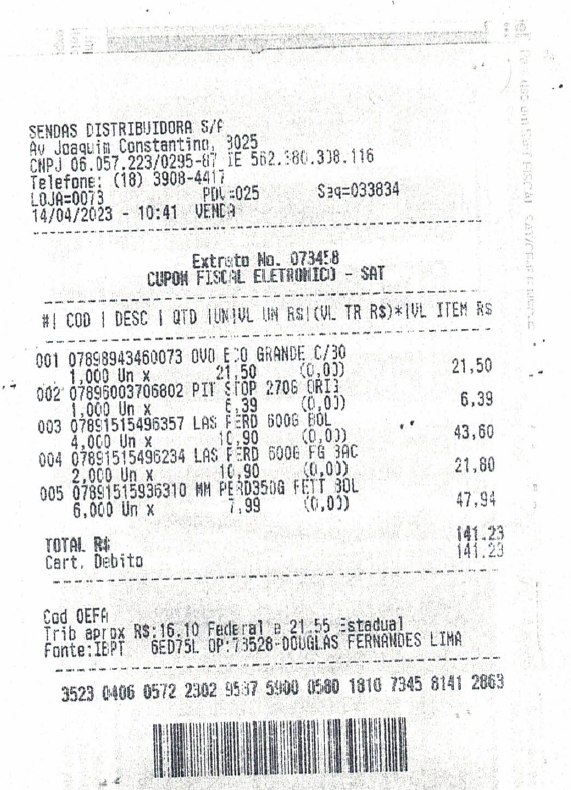 SENDAS DISTRIBUIDORA S/A
Av Joaquim Constantino, 3025
CNPJ 06.057.223/0295-87 IE 562.380.338.116
Telefone: (18) 3908-4417
LOJA=0073 PDV=025 Seq=033834
14/04/2023 - 10:41 VENDA
Extrato No. 073458
CUPOM FISCAL ELETRONICO - SAT
#| COD | DESC | QTD |UN|VL UN R$|(VL TR R$)*|VL ITEM R$
001 07898943460073 OVO ECO GRANDE C/30
1,000 Un x 21,50 (0,00) 21,50
002 07896003706802 PIT STOP 270G ORIG
1,000 Un x 6,39 (0,00) 6,39
003 07891515496357 LAS PERD 600G BOL
4,000 Un x 10,90 (0,00) 43,60
004 07891515496234 LAS PERD 600G FG BAC
2,000 Un x 10,90 (0,00) 21,80
005 07891515936310 MM PERD350G FETT BOL
6,000 Un x 7,99 (0,00) 47,94
TOTAL R$ 141.23
Cart. Debito 141.23
Cod OEFA
Trib aprox R$:16.10 Federal e 21.55 Estadual
Fonte:IBPT 6ED75L OP:73528-DOUGLAS FERNANDES LIMA
3523 0406 0572 2302 9587 5900 0580 1810 7345 8141 2863